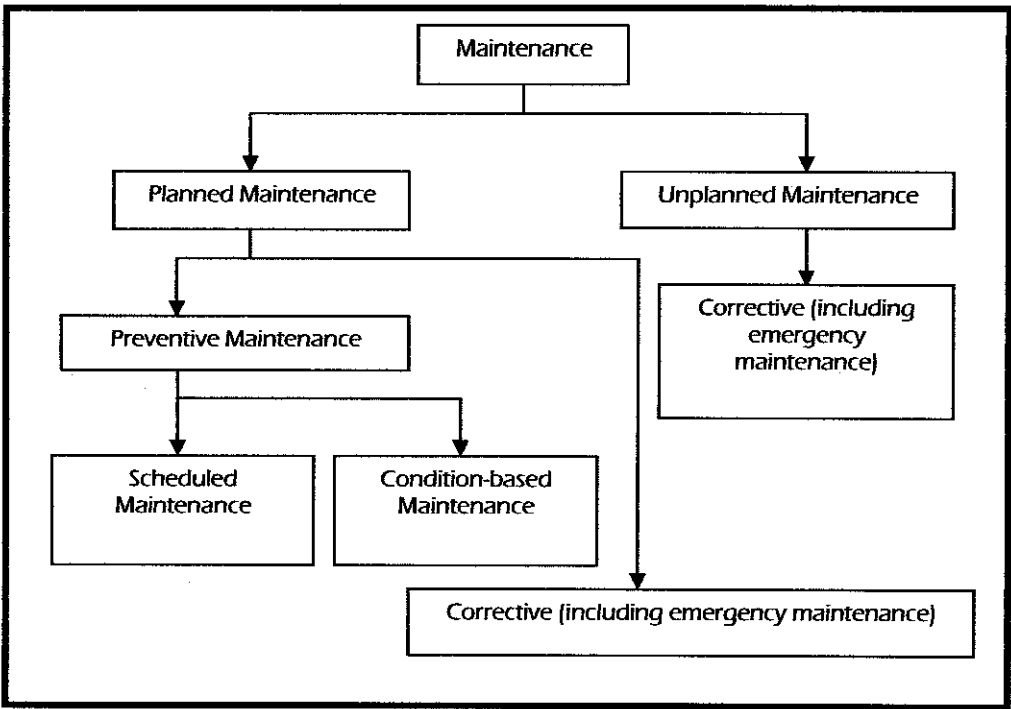 Maintenance
Planned Maintenance
Unplanned Maintenance
Preventive Maintenance
Corrective (including
emergency
maintenance)
Scheduled
Maintenance
Condition-based
Maintenance
Corrective (including emergency maintenance)